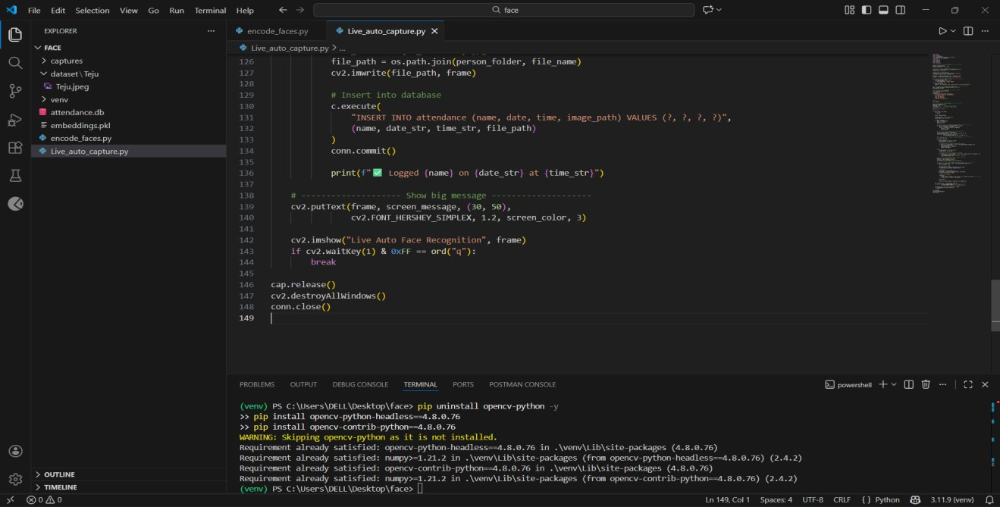 File Edit Selection View Go Run Terminal Help
face
EXPLORER
FACE
captures
dataset \ Teju
Teju.jpeg
venv
attendance.db
embeddings.pkl
encode_faces.py
Live_auto_capture.py
OUTLINE
TIMELINE
encode_faces.py
Live_auto_capture.py
Live_auto_capture.py > ...
126 file_path = os.path.join(person_folder, file_name)
127 cv2.imwrite(file_path, frame)
128
129 # Insert into database
130 c.execute(
131 "INSERT INTO attendance (name, date, time, image_path) VALUES (?, ?, ?, ?)",
132 (name, date_str, time_str, file_path)
133 )
134 conn.commit()
135
136 print(f"✅ Logged {name} on {date_str} at {time_str}")
137
138 # -------------------- Show big message --------------------
139 cv2.putText(frame, screen_message, (30, 50),
140 cv2.FONT_HERSHEY_SIMPLEX, 1.2, screen_color, 3)
141
142 cv2.imshow("Live Auto Face Recognition", frame)
143 if cv2.waitKey(1) & 0xFF == ord("q"):
144 break
145
146 cap.release()
147 cv2.destroyAllWindows()
148 conn.close()
149
PROBLEMS OUTPUT DEBUG CONSOLE TERMINAL PORTS POSTMAN CONSOLE
powershell
(venv) PS C:\Users\DELL\Desktop\face> pip uninstall opencv-python -y
>> pip install opencv-python-headless==4.8.0.76
>> pip install opencv-contrib-python==4.8.0.76
WARNING: Skipping opencv-python as it is not installed.
Requirement already satisfied: opencv-python-headless==4.8.0.76 in .\venv\Lib\site-packages (4.8.0.76)
Requirement already satisfied: numpy>=1.21.2 in .\venv\Lib\site-packages (from opencv-python-headless==4.8.0.76) (2.4.2)
Requirement already satisfied: opencv-contrib-python==4.8.0.76 in .\venv\Lib\site-packages (4.8.0.76)
Requirement already satisfied: numpy>=1.21.2 in .\venv\Lib\site-packages (from opencv-contrib-python==4.8.0.76) (2.4.2)
(venv) PS C:\Users\DELL\Desktop\face>
0 0 Ln 149, Col 1 Spaces: 4 UTF-8 CRLF { } Python 3.11.9 (venv)